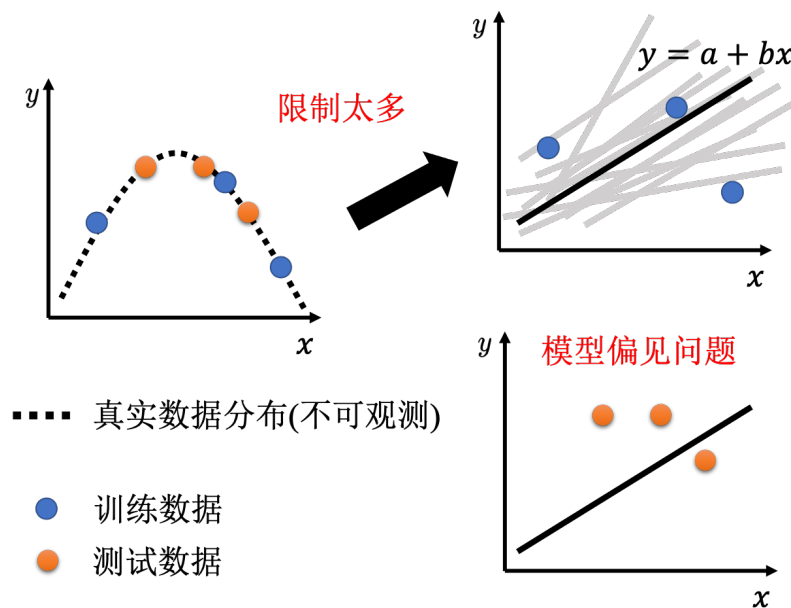 y
x
限制太多
y
y = a + bx
x
真实数据分布(不可观测)
训练数据
测试数据
y
模型偏见问题
x